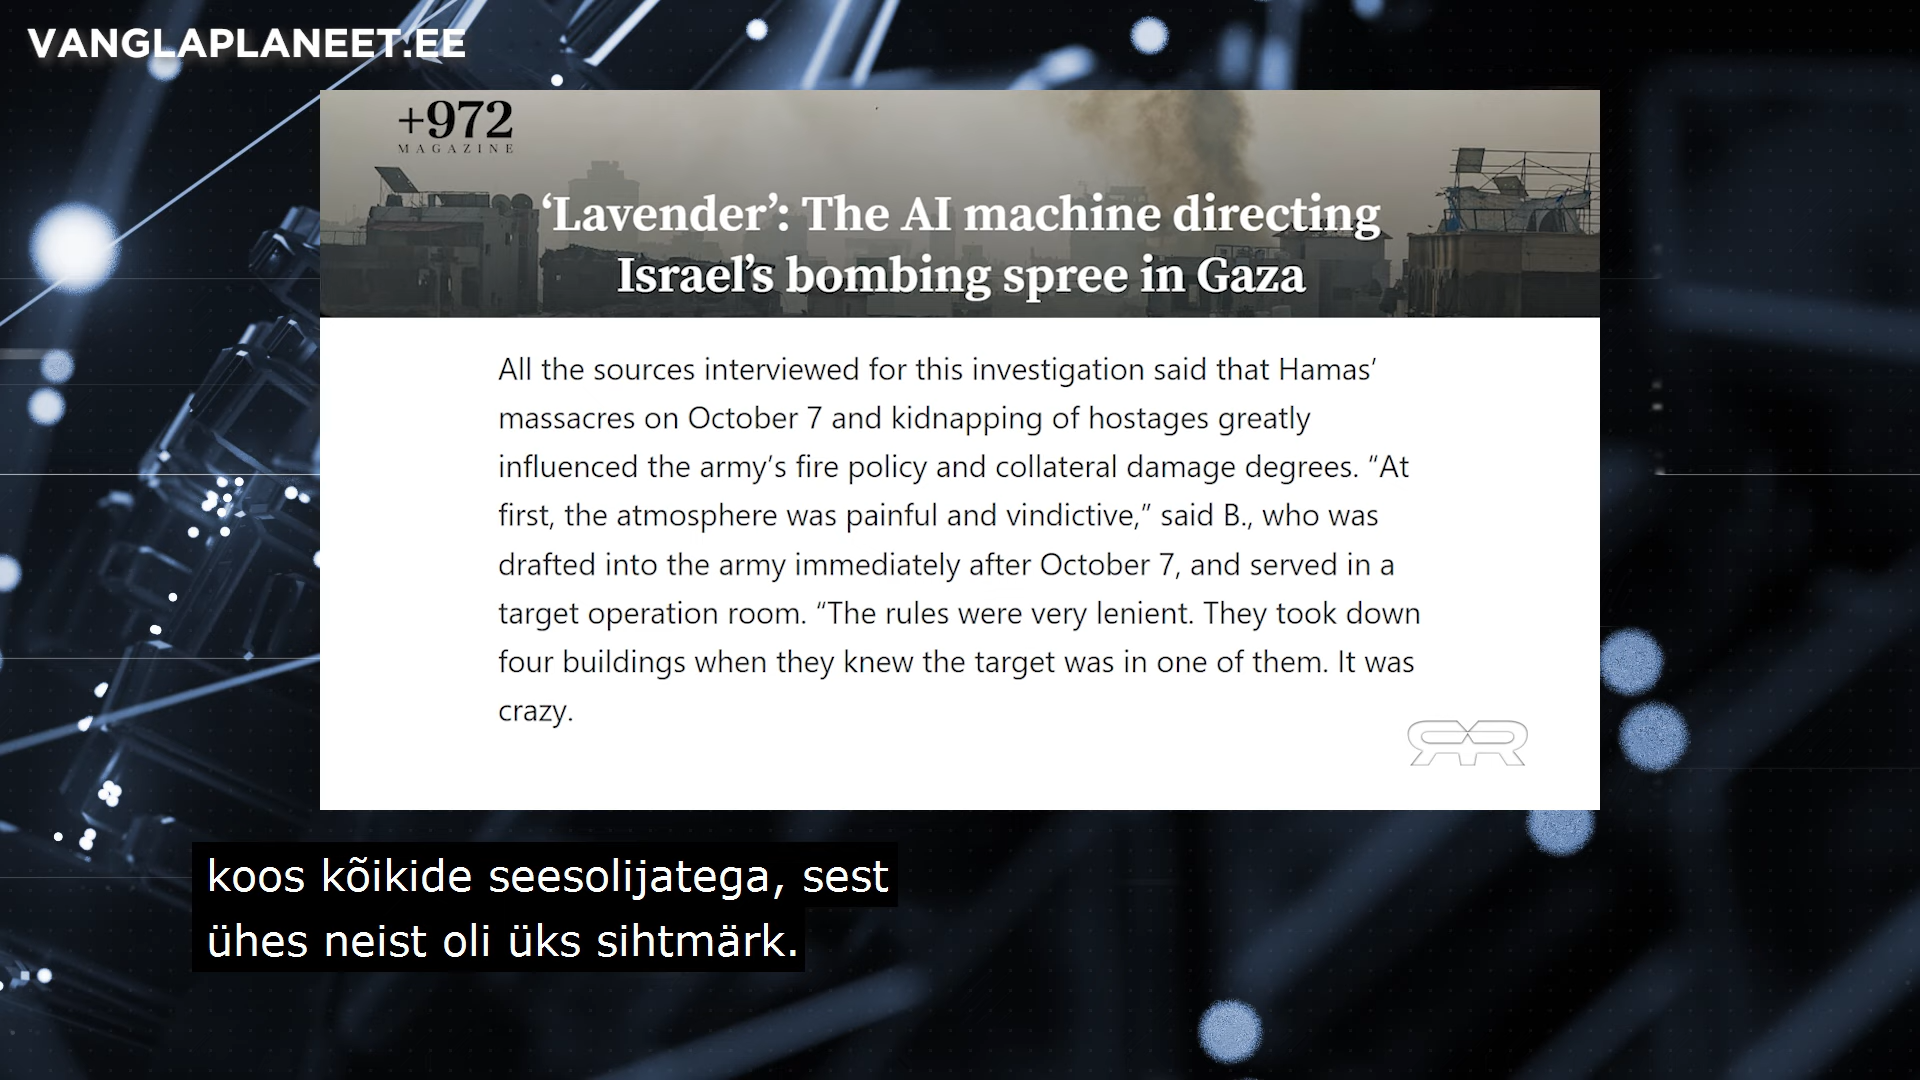 VANGLAPLANEET.EE
+972
MAGAZINE
‘Lavender’: The AI machine directing
Israel’s bombing spree in Gaza
All the sources interviewed for this investigation said that Hamas’
massacres on October 7 and kidnapping of hostages greatly
influenced the army’s fire policy and collateral damage degrees. “At
first, the atmosphere was painful and vindictive,” said B., who was
drafted into the army immediately after October 7, and served in a
target operation room. “The rules were very lenient. They took down
four buildings when they knew the target was in one of them. It was
crazy.
koos kõikide seesolijatega, sest
ühes neist oli üks sihtmärk.